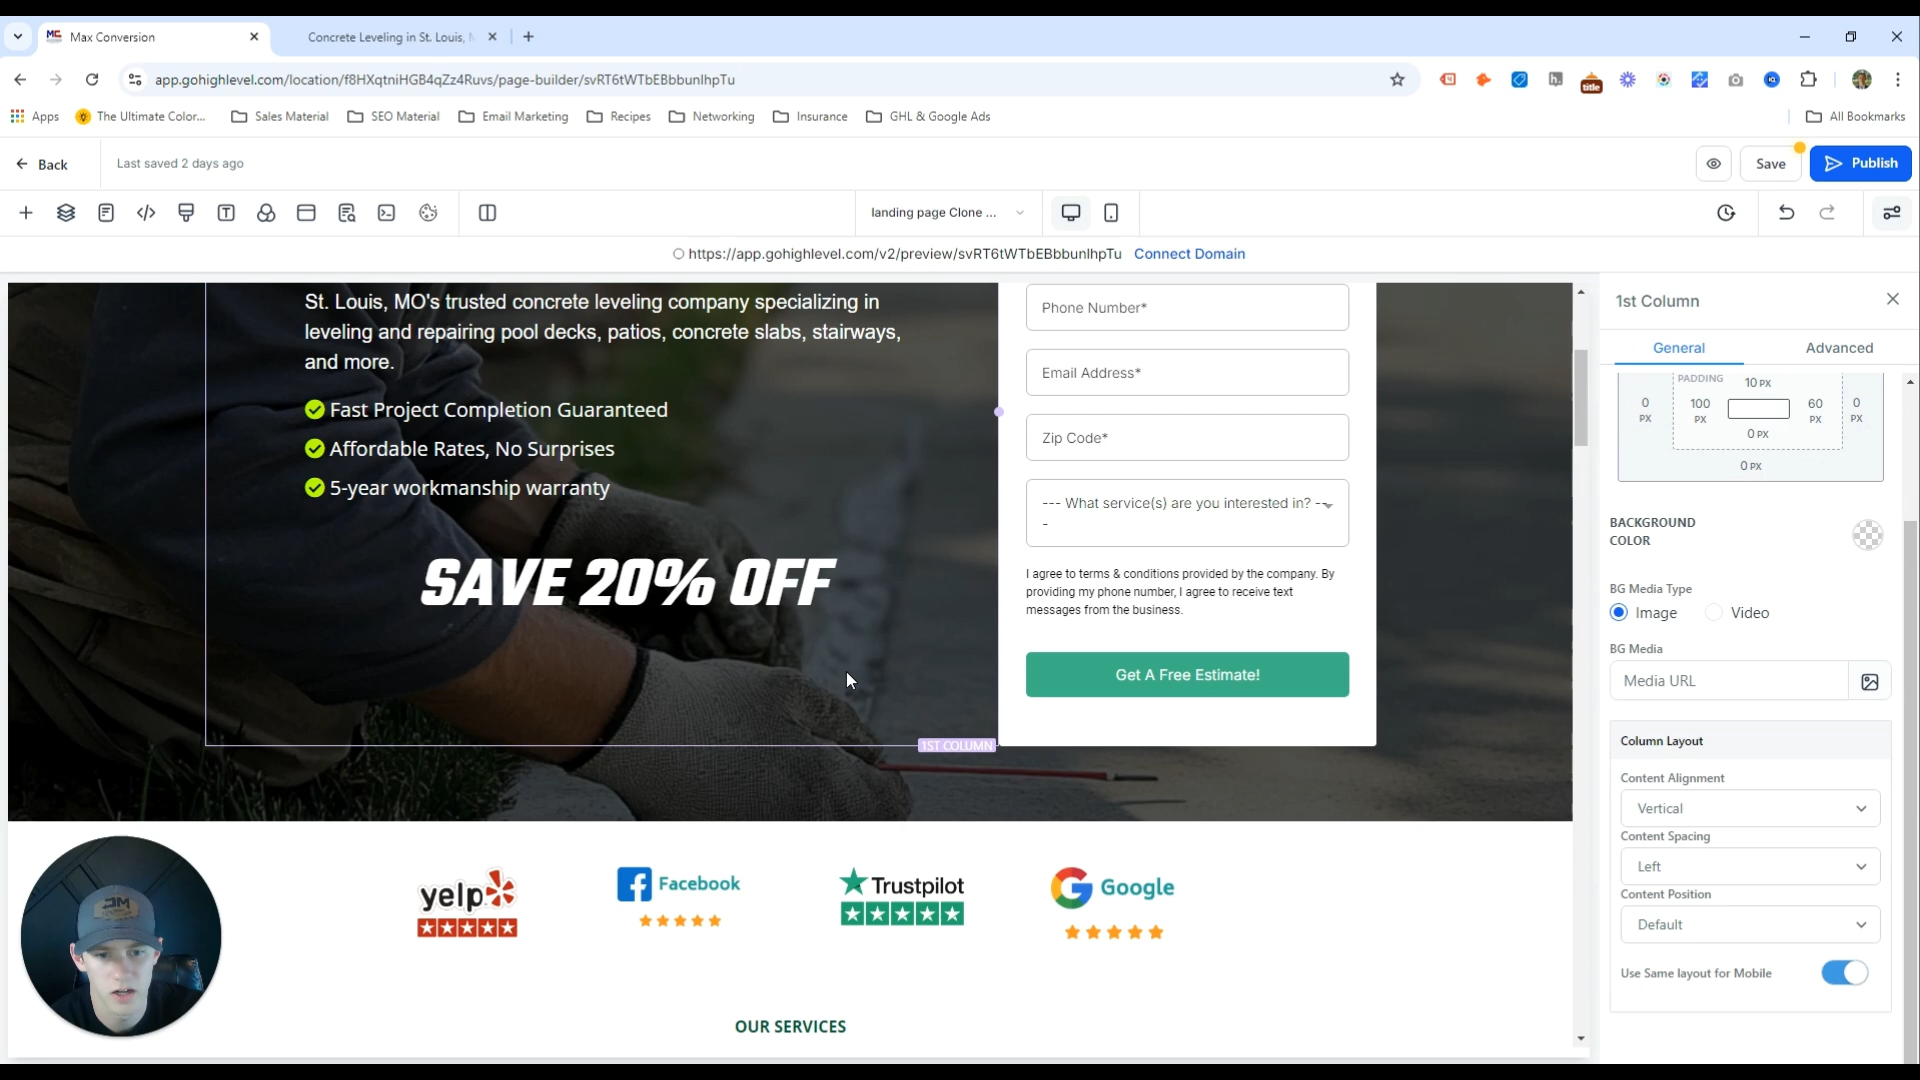 Max Conversion
Concrete Leveling in St. Louis,
app.gohighlevel.com/location/f8HXqtniHGB4qZz4Ruvs/page-builder/svRT6tWTbEBbbunIhpTu
title
Apps
The Ultimate Color...
Sales Material
SEO Material
Email Marketing
Recipes
Networking
Insurance
GHL & Google Ads
All Bookmarks
Back
Last saved 2 days ago
Save
Publish
landing page Clone ...
https://app.gohighlevel.com/v2/preview/svRT6tWTbEBbbunIhpTu Connect Domain
St. Louis, MO's trusted concrete leveling company specializing in
leveling and repairing pool decks, patios, concrete slabs, stairways,
and more.
Fast Project Completion Guaranteed
Affordable Rates, No Surprises
5-year workmanship warranty
SAVE 20% OFF
1ST COLUMN
Phone Number*
Email Address*
Zip Code*
--- What service(s) are you interested in? --
-
I agree to terms & conditions provided by the company. By
providing my phone number, I agree to receive text
messages from the business.
Get A Free Estimate!
yelp
Facebook
Trustpilot
Google
OUR SERVICES
1st Column
General
Advanced
PADDING
10 PX
0 PX
100 PX
60 PX
0 PX
0 PX
0 PX
BACKGROUND
COLOR
BG Media Type
Image
Video
BG Media
Media URL
Column Layout
Content Alignment
Vertical
Content Spacing
Left
Content Position
Default
Use Same layout for Mobile